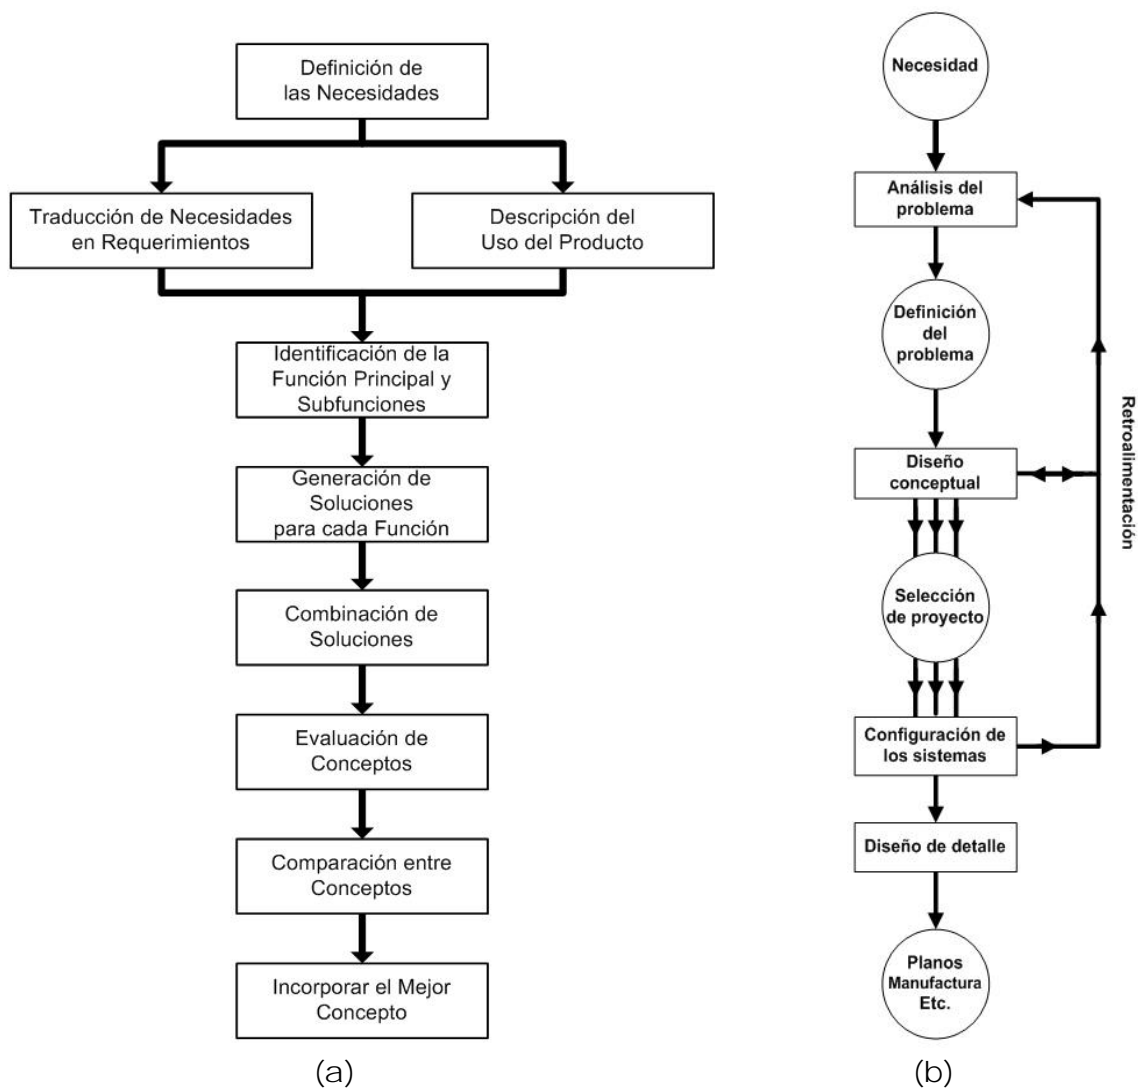 Definición de
las Necesidades
Traducción de Necesidades
en Requerimientos
Descripción del
Uso del Producto
Identificación de la
Función Principal y
Subfunciones
Generación de
Soluciones
para cada Función
Combinación de
Soluciones
Evaluación de
Conceptos
Comparación entre
Conceptos
Incorporar el Mejor
Concepto
(a)
Necesidad
Análisis del
problema
Definición
del
problema
Diseño
conceptual
Selección
de proyecto
Configuración de
los sistemas
Diseño de detalle
Planos
Manufactura
Etc.
Retroalimentación
(b)